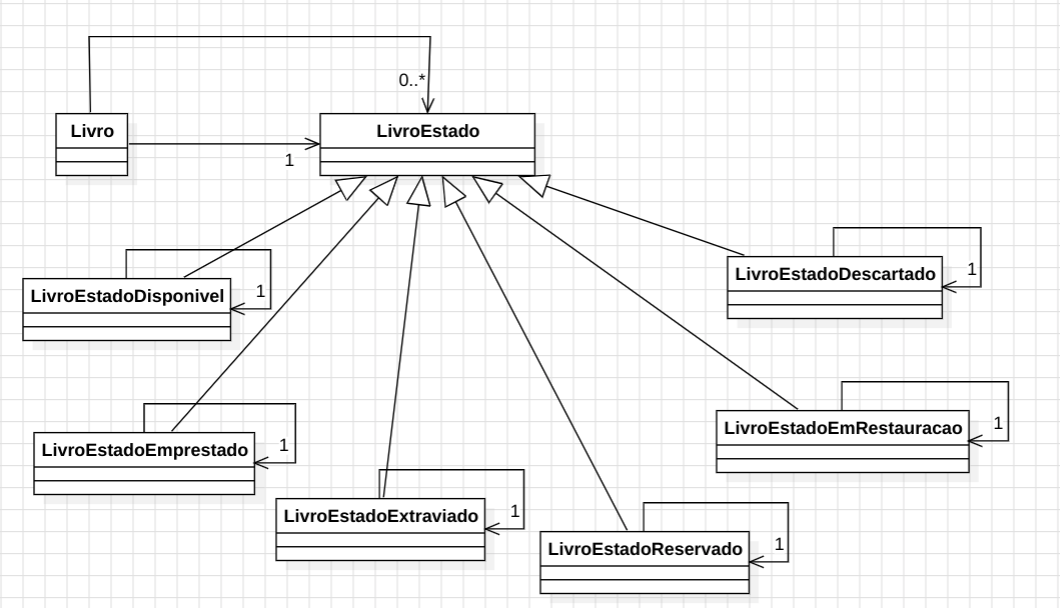 0..*
Livro
LivroEstado
1
LivroEstadoDisponivel
1
LivroEstadoDescartado
1
LivroEstadoEmprestado
1
LivroEstadoEmRestauracao
1
LivroEstadoExtraviado
1
LivroEstadoReservado
1